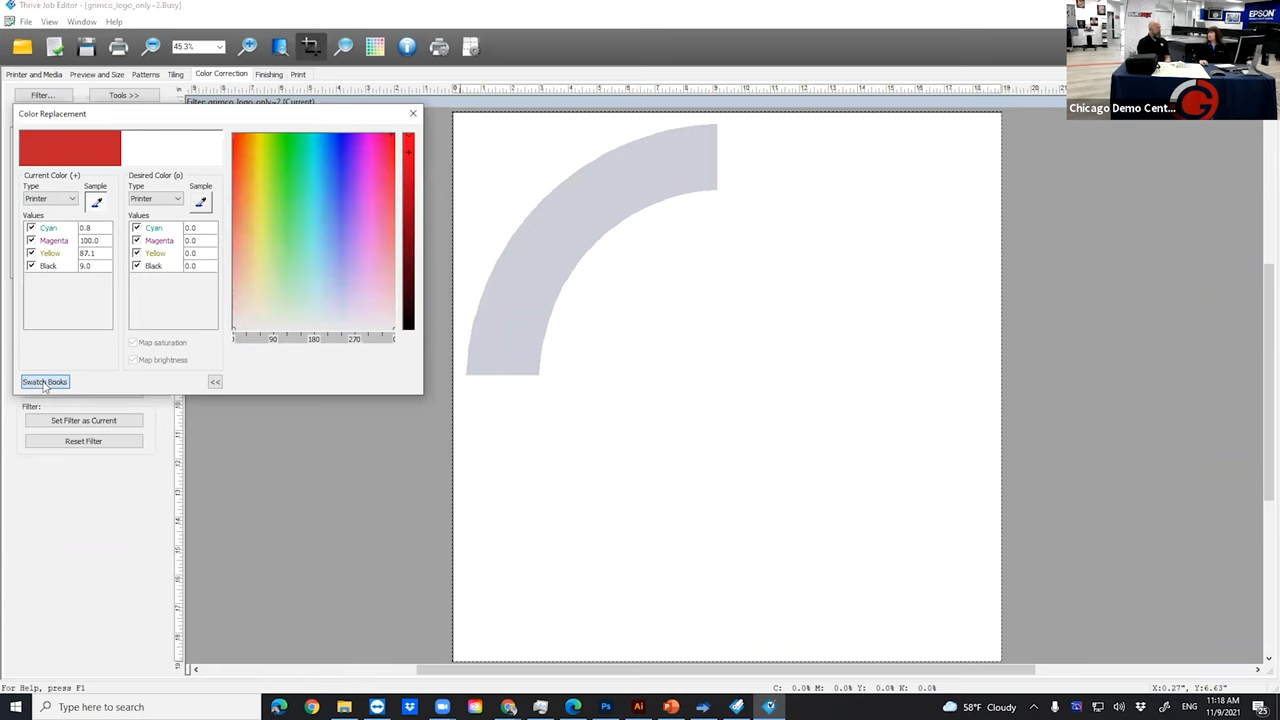 Thrive Job Editor - [grimco_logo_only~2.Busy]
File View Window Help
45.3%
Printer and Media Preview and Size Patterns Tiling Color Correction Finishing Print
Filter... Tools >>
Filter: grimco_logo_only~2 (Current)
Color Replacement
Current Color (+) Desired Color (o)
Type Sample Type Sample
Printer Printer
Values Values
Cyan 0.8 Cyan 0.0
Magenta 100.0 Magenta 0.0
Yellow 87.1 Yellow 0.0
Black 9.0 Black 0.0
90 180 270
Map saturation
Map brightness
Swatch Books <<
Filter:
Set Filter as Current
Reset Filter
EPSON
Chicago Demo Cent...
For Help, press F1 C: 0.0% M: 0.0% Y: 0.0% K: 0.0% X:0.27", Y:6.63"
Type here to search
58°F Cloudy
11:18 AM
11/9/2021
25